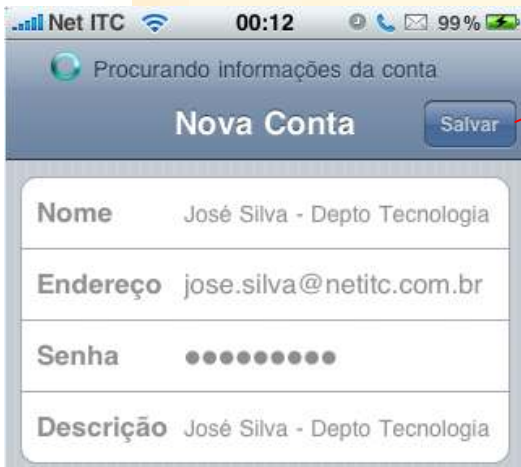 Net ITC 00:12 99%
Procurando informações da conta
Nova Conta Salvar
Nome José Silva - Depto Tecnologia
Endereço jose.silva@netitc.com.br
Senha ●●●●●●●●●
Descrição José Silva - Depto Tecnologia